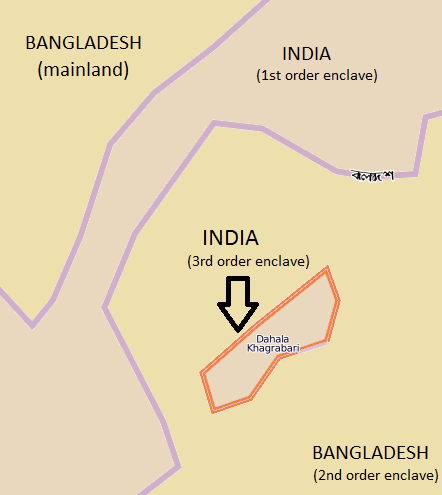 BANGLADESH
(mainland)
INDIA
(1st order enclave)
INDIA
(3rd order enclave)
Dahala
Khagrabari
BANGLADESH
(2nd order enclave)